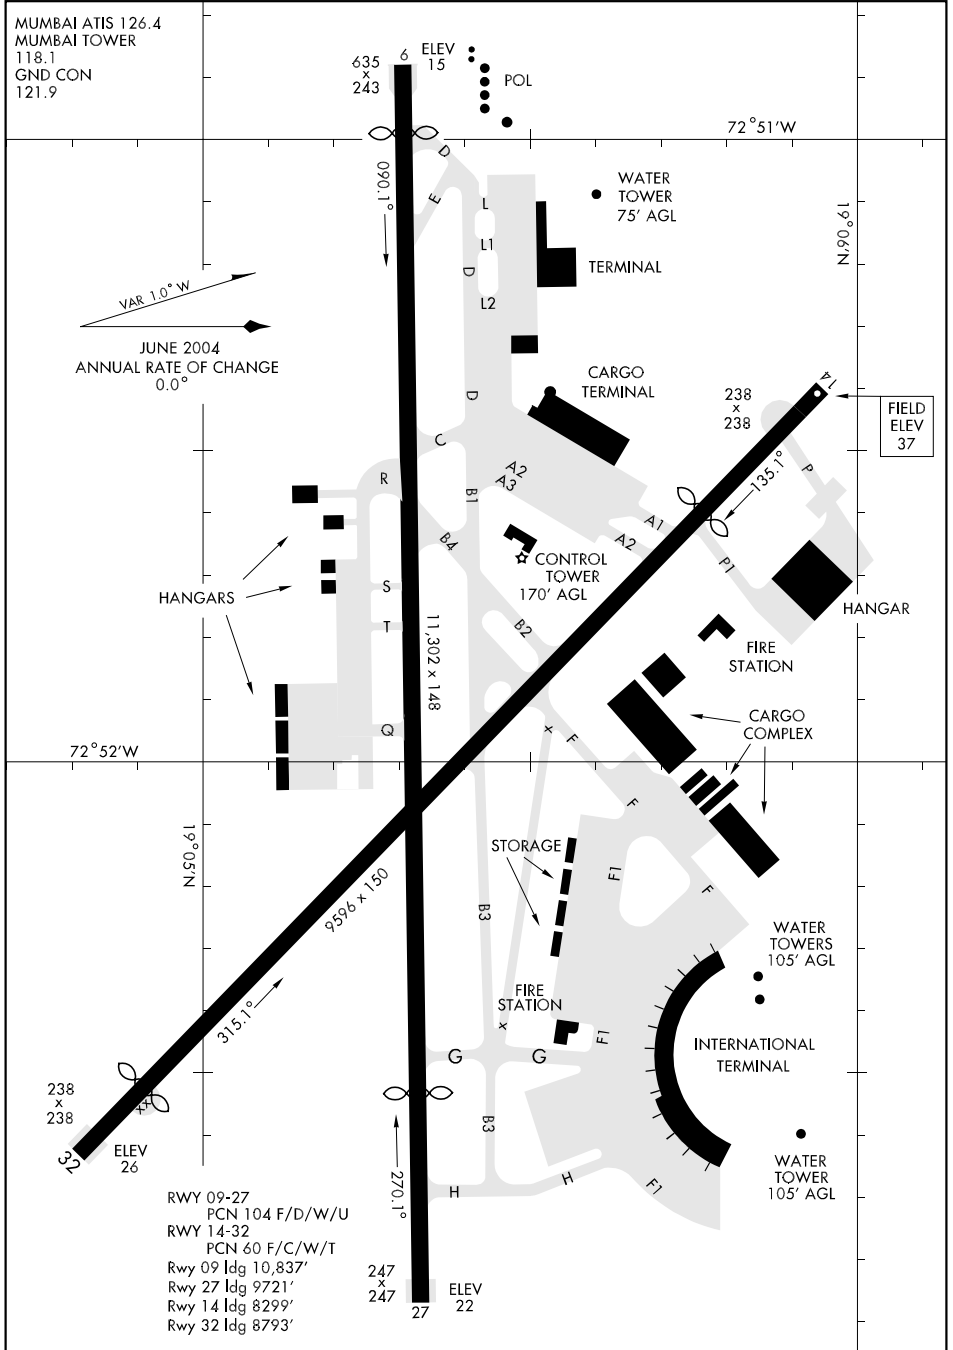 MUMBAI ATIS 126.4
MUMBAI TOWER
118.1
GND CON
121.9
6
ELEV
15
635
x
243
POL
72°51'W
D
090.1°
E
L
WATER
TOWER
75' AGL
19°06'N
L1
D
TERMINAL
L2
VAR 1.0° W
JUNE 2004
ANNUAL RATE OF CHANGE
0.0°
CARGO
TERMINAL
D
14
238
x
238
FIELD
ELEV
37
C
R
A2
A3
B1
135.1°
P
A1
A2
B4
CONTROL
TOWER
170' AGL
P1
HANGARS
S
T
HANGAR
11,302 x 148
B2
FIRE
STATION
Q
x
F
CARGO
COMPLEX
72°52'W
F
19°05'N
STORAGE
F1
F
9596 x 150
B3
WATER
TOWERS
105' AGL
FIRE
STATION
x
315.1°
F1
G
G
INTERNATIONAL
TERMINAL
238
x
238
xx
xx
32
ELEV
26
B3
270.1°
H
H
F1
WATER
TOWER
105' AGL
RWY 09-27
PCN 104 F/D/W/U
RWY 14-32
PCN 60 F/C/W/T
Rwy 09 ldg 10,837'
Rwy 27 ldg 9721'
Rwy 14 ldg 8299'
Rwy 32 ldg 8793'
247
x
247
27
ELEV
22